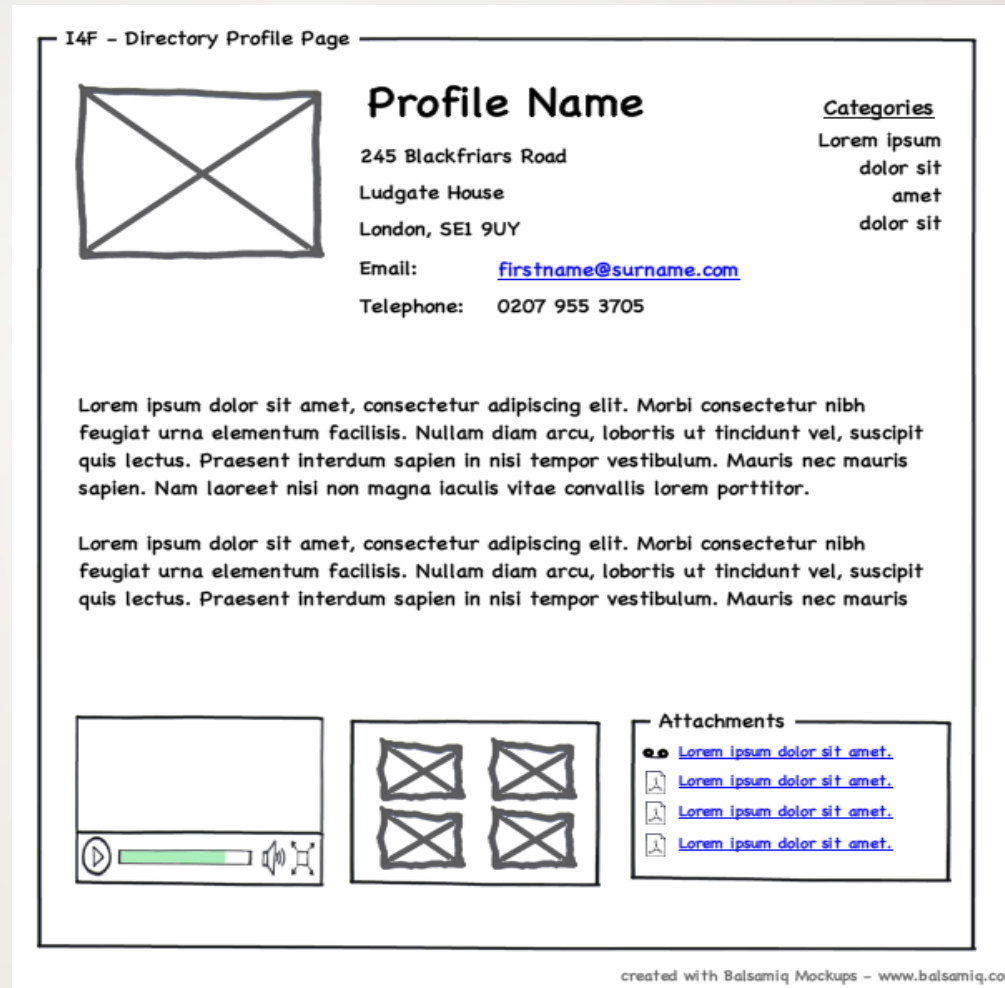 I4F - Directory Profile Page
Profile Name
245 Blackfriars Road
Ludgate House
London, SE1 9UY
Email: firstname@surname.com
Telephone: 0207 955 3705
Categories
Lorem ipsum
dolor sit
amet
dolor sit
Lorem ipsum dolor sit amet, consectetur adipiscing elit. Morbi consectetur nibh
feugiat urna elementum facilisis. Nullam diam arcu, lobortis ut tincidunt vel, suscipit
quis lectus. Praesent interdum sapien in nisi tempor vestibulum. Mauris nec mauris
sapien. Nam laoreet nisi non magna iaculis vitae convallis lorem porttitor.
Lorem ipsum dolor sit amet, consectetur adipiscing elit. Morbi consectetur nibh
feugiat urna elementum facilisis. Nullam diam arcu, lobortis ut tincidunt vel, suscipit
quis lectus. Praesent interdum sapien in nisi tempor vestibulum. Mauris nec mauris
Attachments
Lorem ipsum dolor sit amet.
Lorem ipsum dolor sit amet.
Lorem ipsum dolor sit amet.
Lorem ipsum dolor sit amet.
created with Balsamiq Mockups - www.balsamiq.co